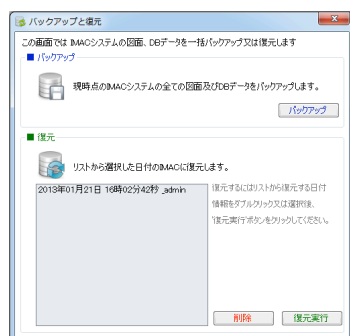 バックアップと復元
この画面では IMACシステムの図面、DBデータを一括バックアップ又は復元します
バックアップ
現時点のIMACシステムの全ての図面及びDBデータをバックアップします。
バックアップ
復元
リストから選択した日付のIMACに復元します。
2013年01月21日 16時02分42秒 _admin
復元するにはリストから復元する日付
情報をダブルクリック又は選択後、
'復元実行'ボタンをクリックしてください。
削除
復元実行